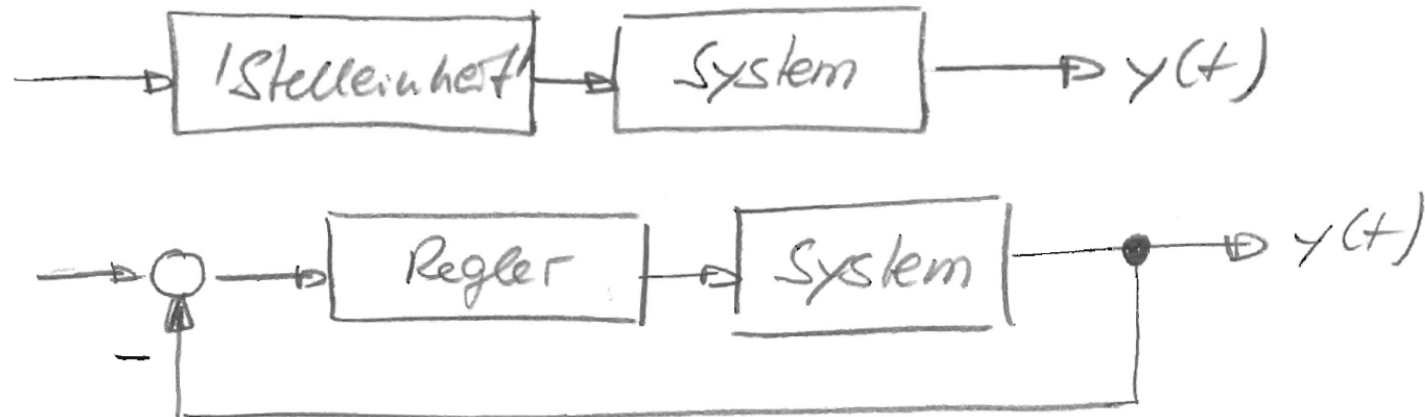 'Stelleinheit' System y(t)
Regler System y(t)
-